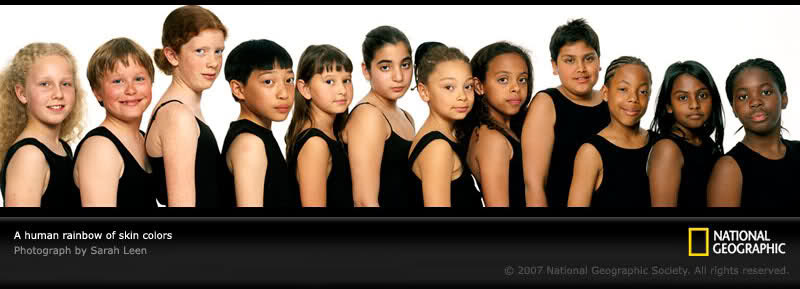 A human rainbow of skin colors
Photograph by Sarah Leen
NATIONAL
GEOGRAPHIC
© 2007 National Geographic Society. All rights reserved.